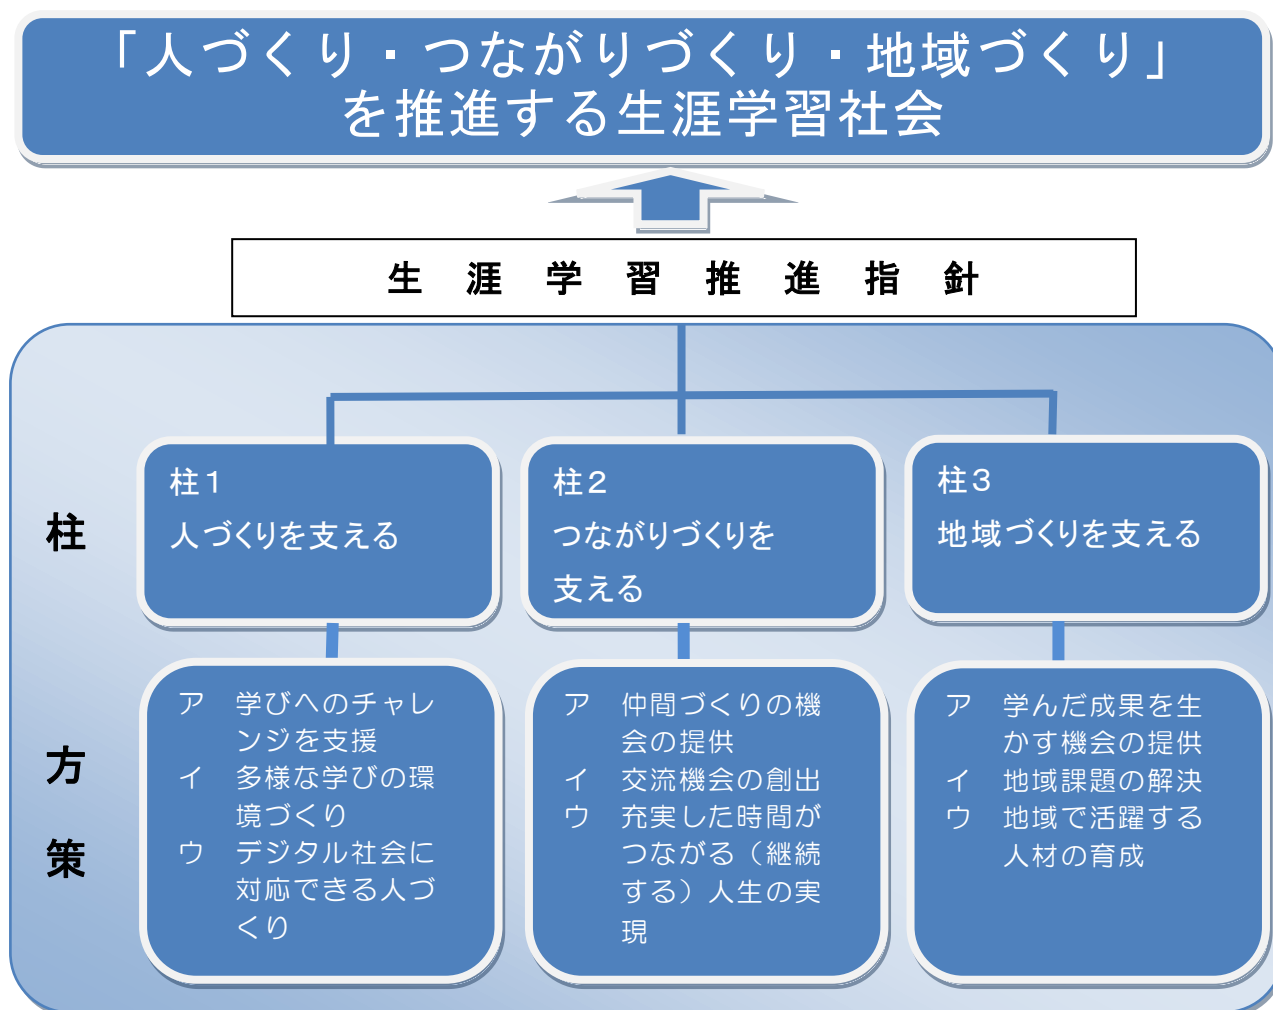 「人づくり・つながりづくり・地域づくり」
を推進する生涯学習社会
生涯学習推進指針
柱
柱１
人づくりを支える
柱２
つながりづくりを
支える
柱３
地域づくりを支える
方
策
ア　学びへのチャレ
ンジを支援
イ　多様な学びの環
境づくり
ウ　デジタル社会に
対応できる人づ
くり
ア　仲間づくりの機
会の提供
イ　交流機会の創出
ウ　充実した時間が
つながる（継続
する）人生の実
現
ア　学んだ成果を生
かす機会の提供
イ　地域課題の解決
ウ　地域で活躍する
人材の育成